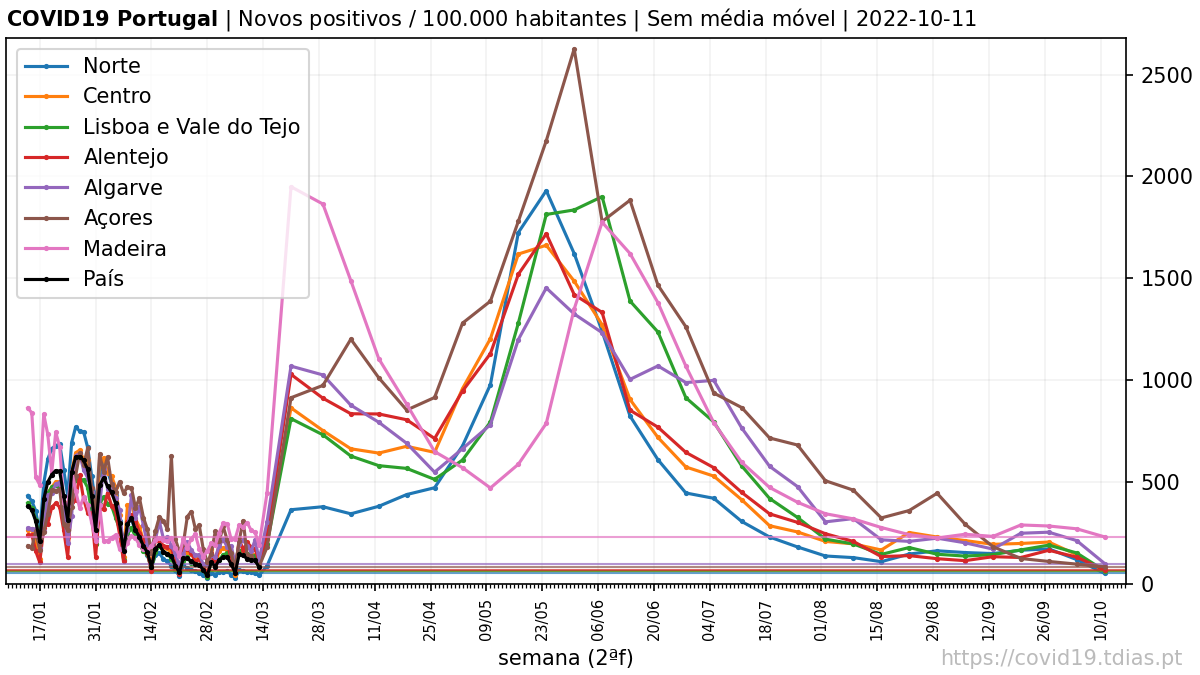 COVID19 Portugal | Novos positivos / 100.000 habitantes | Sem média móvel | 2022-10-11
Norte
Centro
Lisboa e Vale do Tejo
Alentejo
Algarve
Açores
Madeira
País
2500
2000
1500
1000
500
0
17/01 31/01 14/02 28/02 14/03 28/03 11/04 25/04 09/05 23/05 06/06 20/06 04/07 18/07 01/08 15/08 29/08 12/09 26/09 10/10
semana (2ªf)
https://covid19.tdias.pt